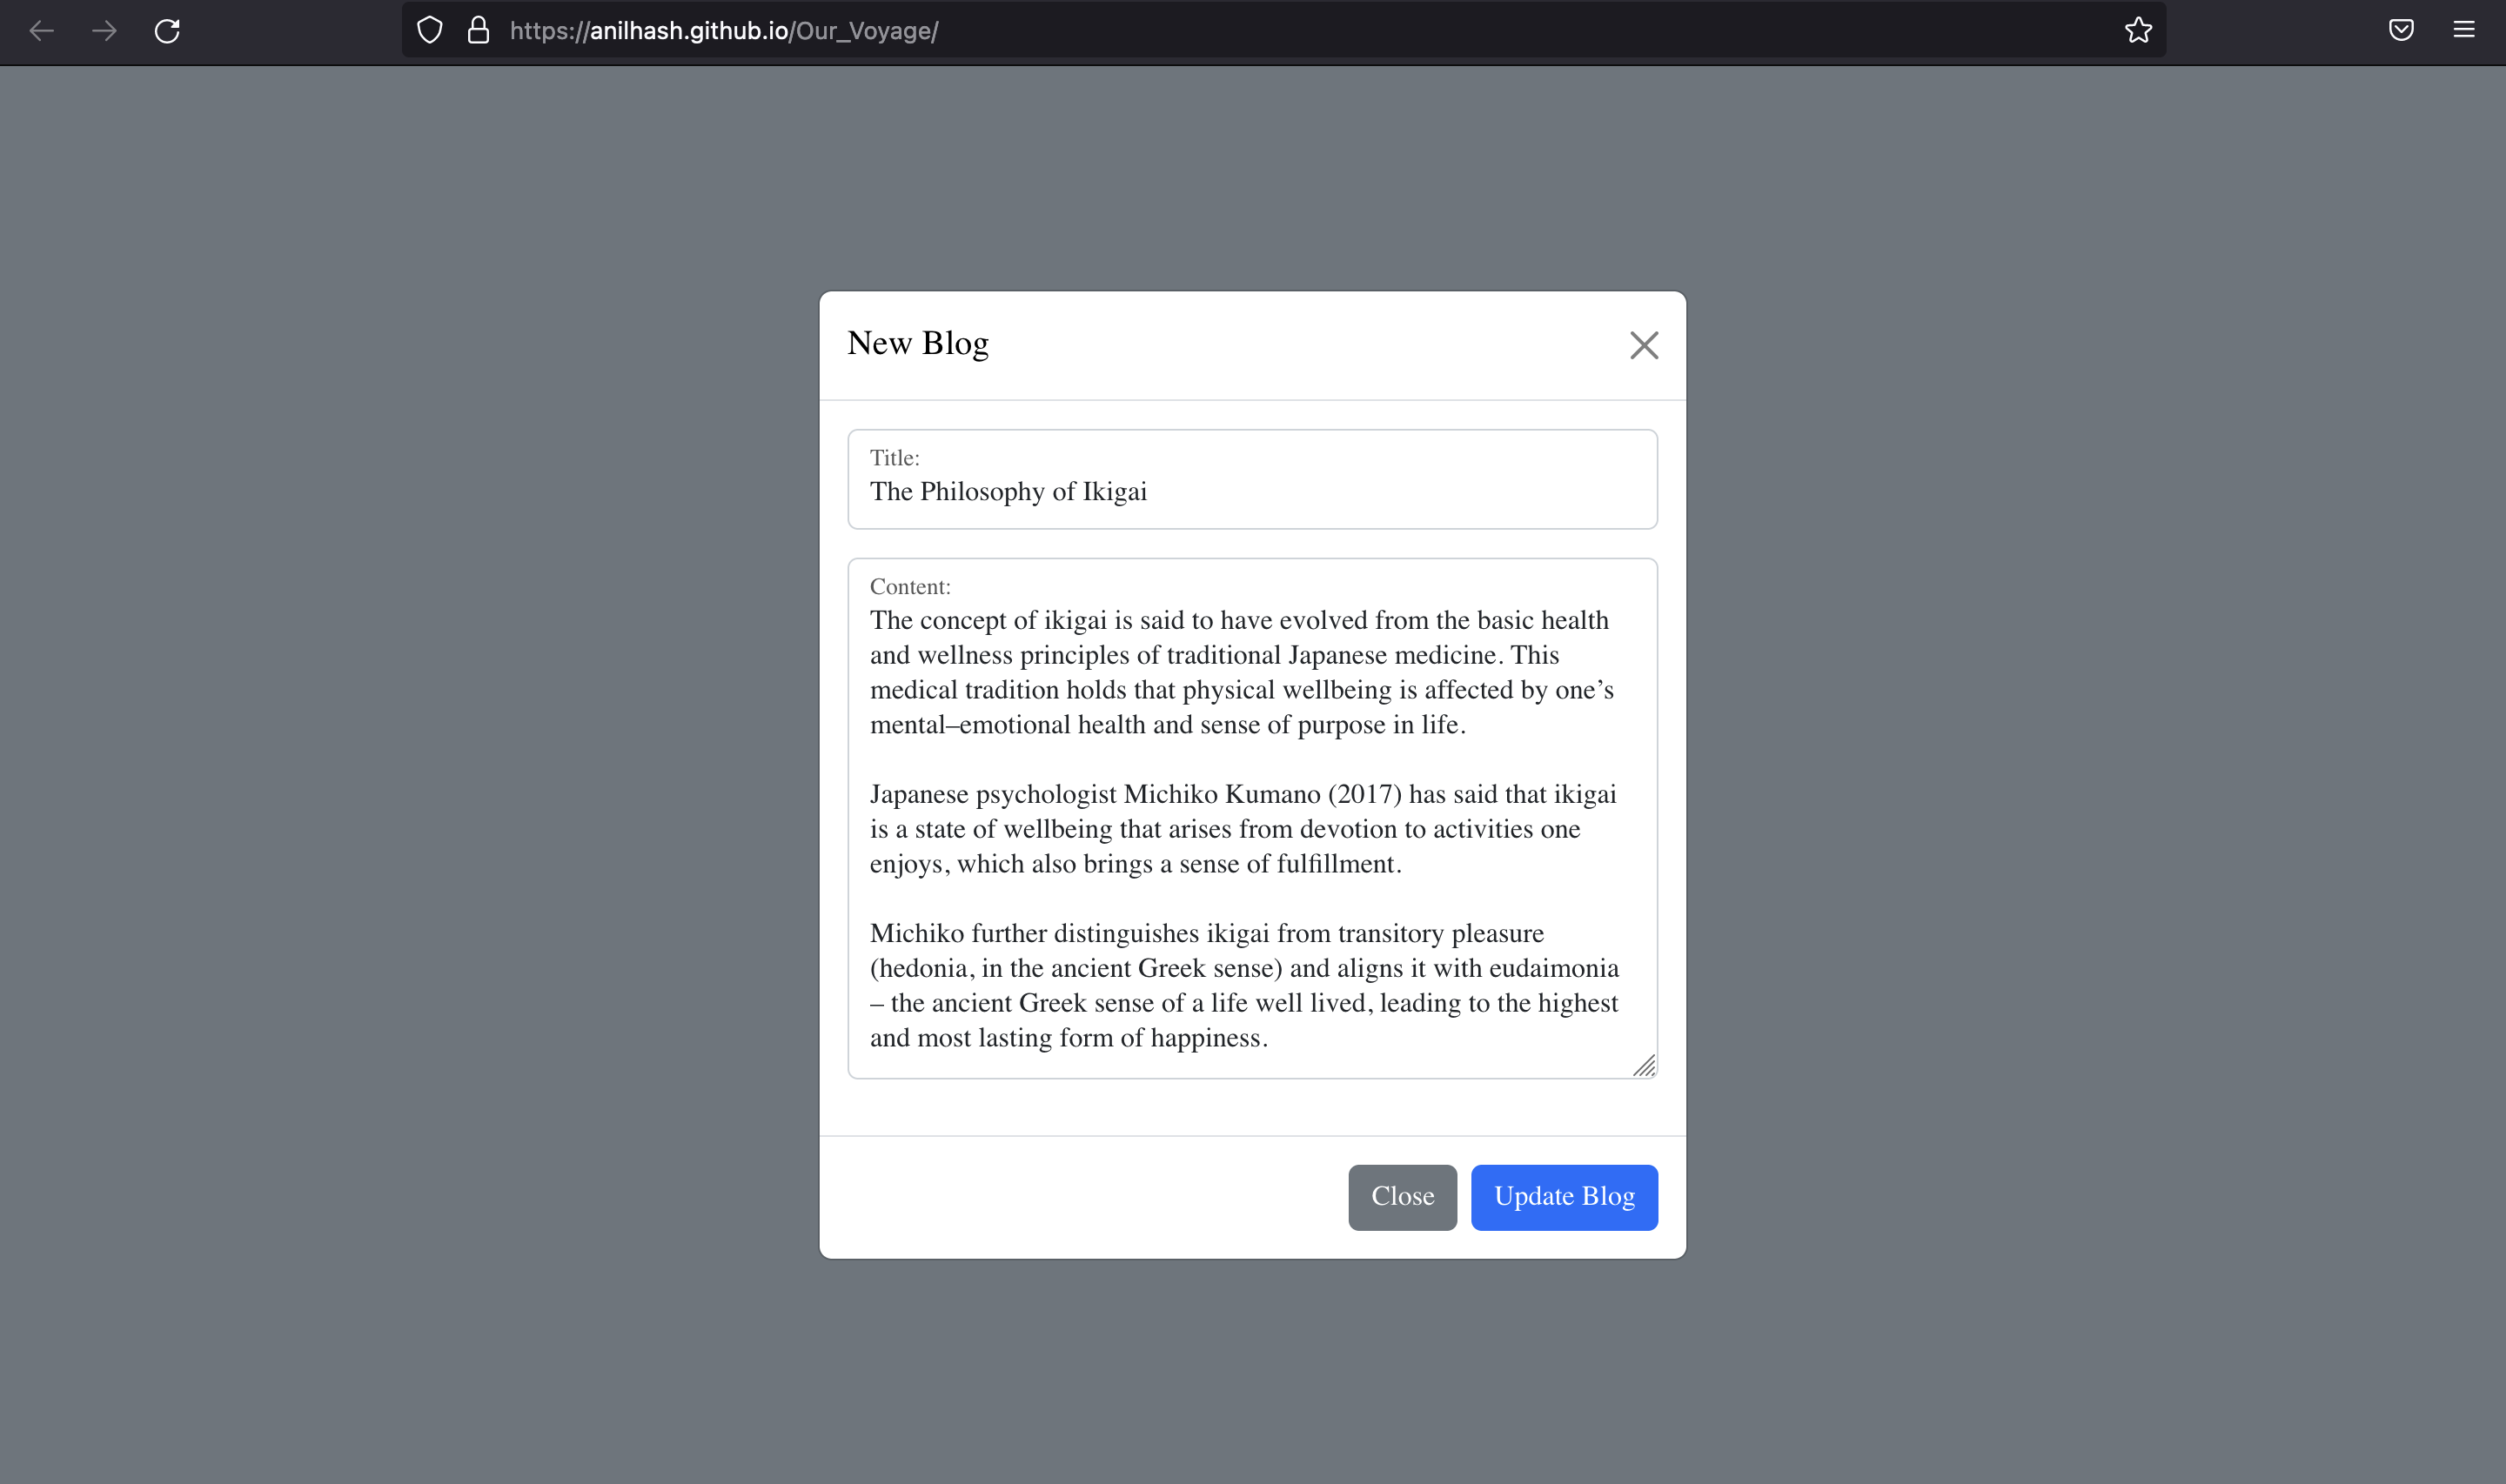 https://anilhash.github.io/Our_Voyage/
New Blog
Title:
The Philosophy of Ikigai
Content:
The concept of ikigai is said to have evolved from the basic health
and wellness principles of traditional Japanese medicine. This
medical tradition holds that physical wellbeing is affected by one’s
mental–emotional health and sense of purpose in life.
Japanese psychologist Michiko Kumano (2017) has said that ikigai
is a state of wellbeing that arises from devotion to activities one
enjoys, which also brings a sense of fulfillment.
Michiko further distinguishes ikigai from transitory pleasure
(hedonia, in the ancient Greek sense) and aligns it with eudaimonia
– the ancient Greek sense of a life well lived, leading to the highest
and most lasting form of happiness.
Close Update Blog